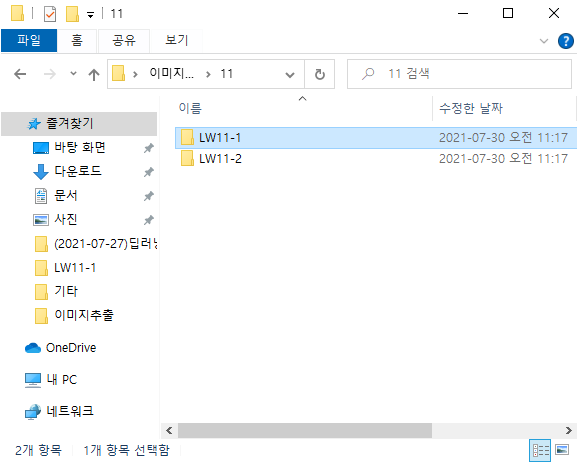 11
파일 홈 공유 보기
이미지... > 11
11 검색
이름 수정한 날짜
LW11-1 2021-07-30 오전 11:17
LW11-2 2021-07-30 오전 11:17
즐겨찾기
바탕 화면
다운로드
문서
사진
(2021-07-27)딥러닝
LW11-1
기타
이미지추출
OneDrive
내 PC
네트워크
2개 항목 1개 항목 선택함